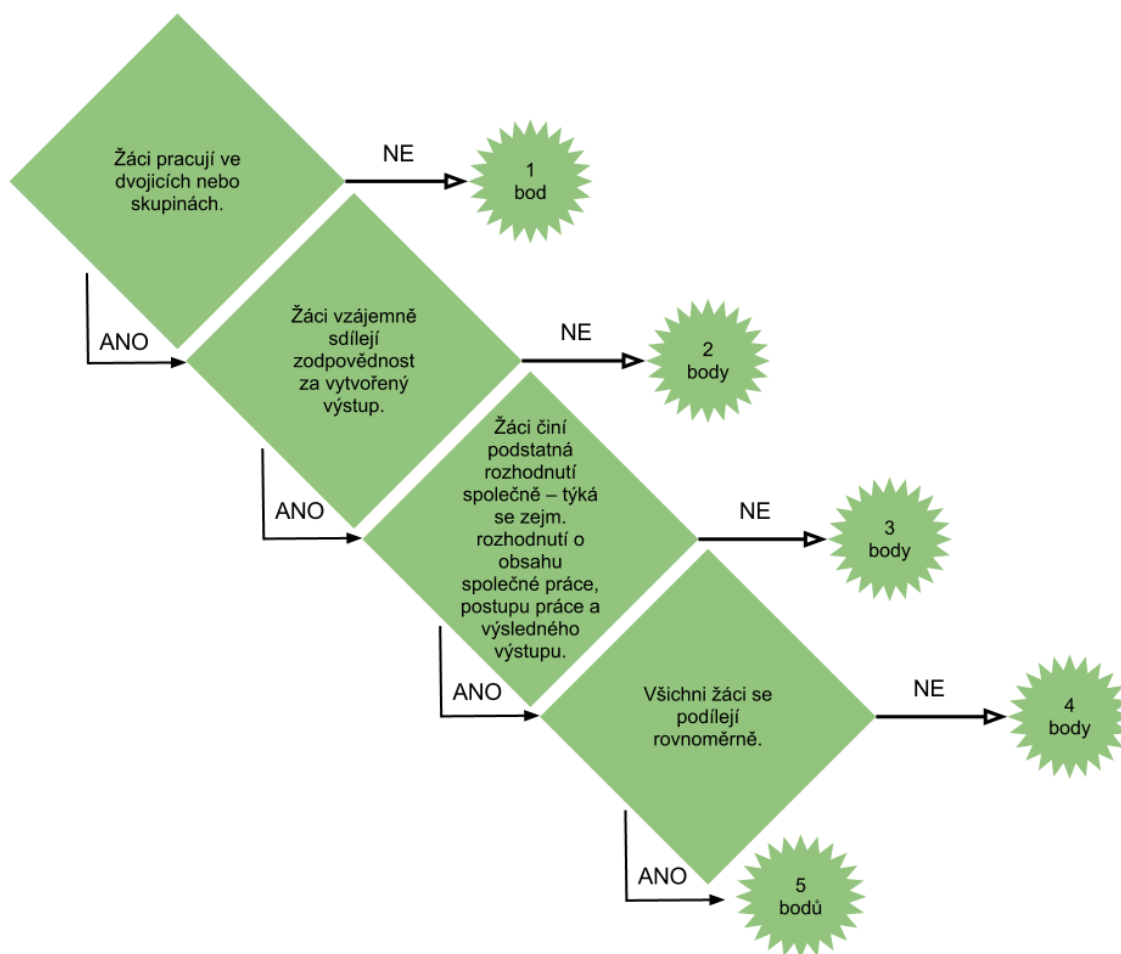 Žáci pracují ve
dvojicích nebo
skupinách.
NE
1
bod
ANO
Žáci vzájemně
sdílejí
zodpovědnost
za vytvořený
výstup.
NE
2
body
ANO
Žáci činí
podstatná
rozhodnutí
společně – týká
se zejm.
rozhodnutí o
obsahu
společné práce,
postupu práce a
výsledného
výstupu.
NE
3
body
ANO
Všichni žáci se
podílejí
rovnoměrně.
NE
4
body
ANO
5
bodů